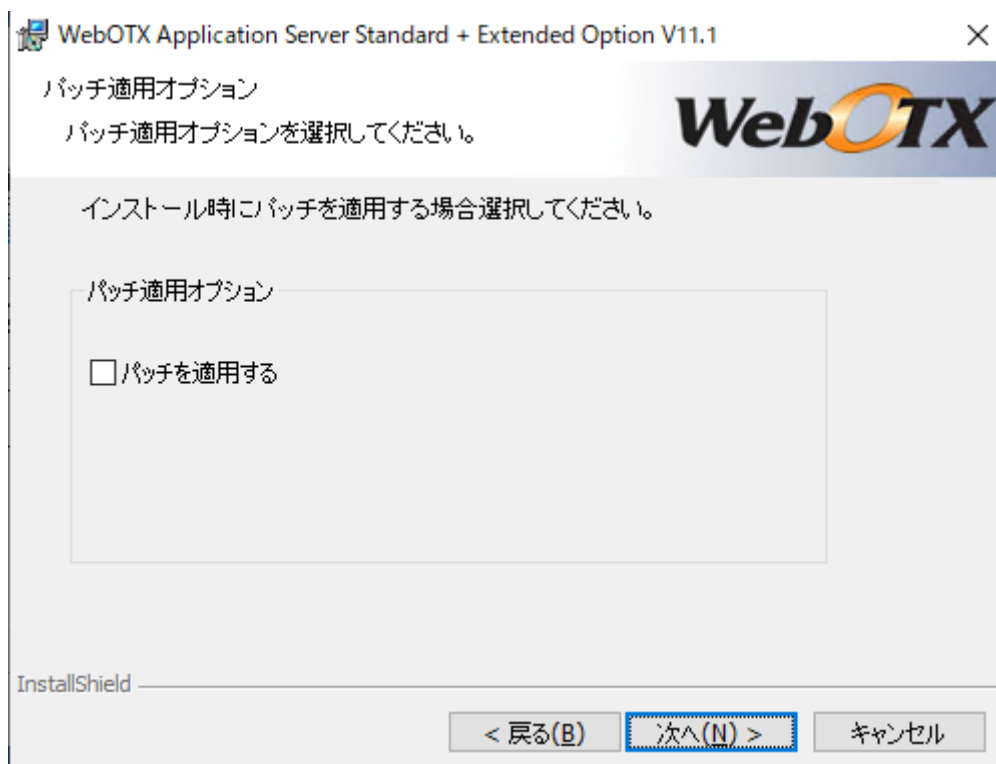 WebOTX Application Server Standard + Extended Option V11.1
パッチ適用オプション
パッチ適用オプションを選択してください。
WebOTX
インストール時にパッチを適用する場合選択してください。
パッチ適用オプション
パッチを適用する
InstallShield
< 戻る(B)
次へ(N) >
キャンセル